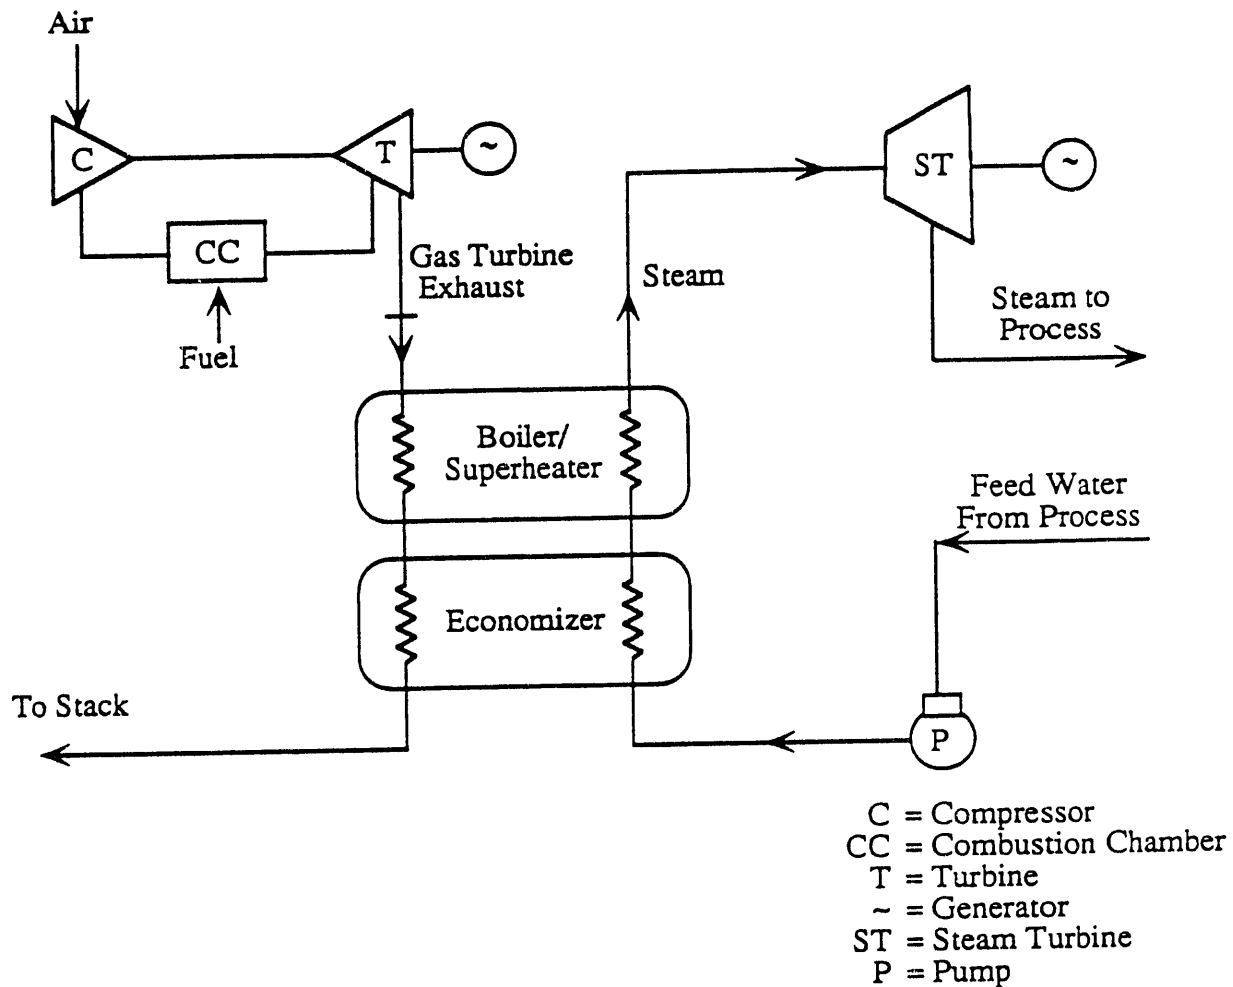 Air
C
T
~
ST
~
CC
Gas Turbine
Exhaust
Fuel
Steam
Steam to
Process
Boiler/
Superheater
Feed Water
From Process
Economizer
To Stack
P
C = Compressor
CC = Combustion Chamber
T = Turbine
~ = Generator
ST = Steam Turbine
P = Pump